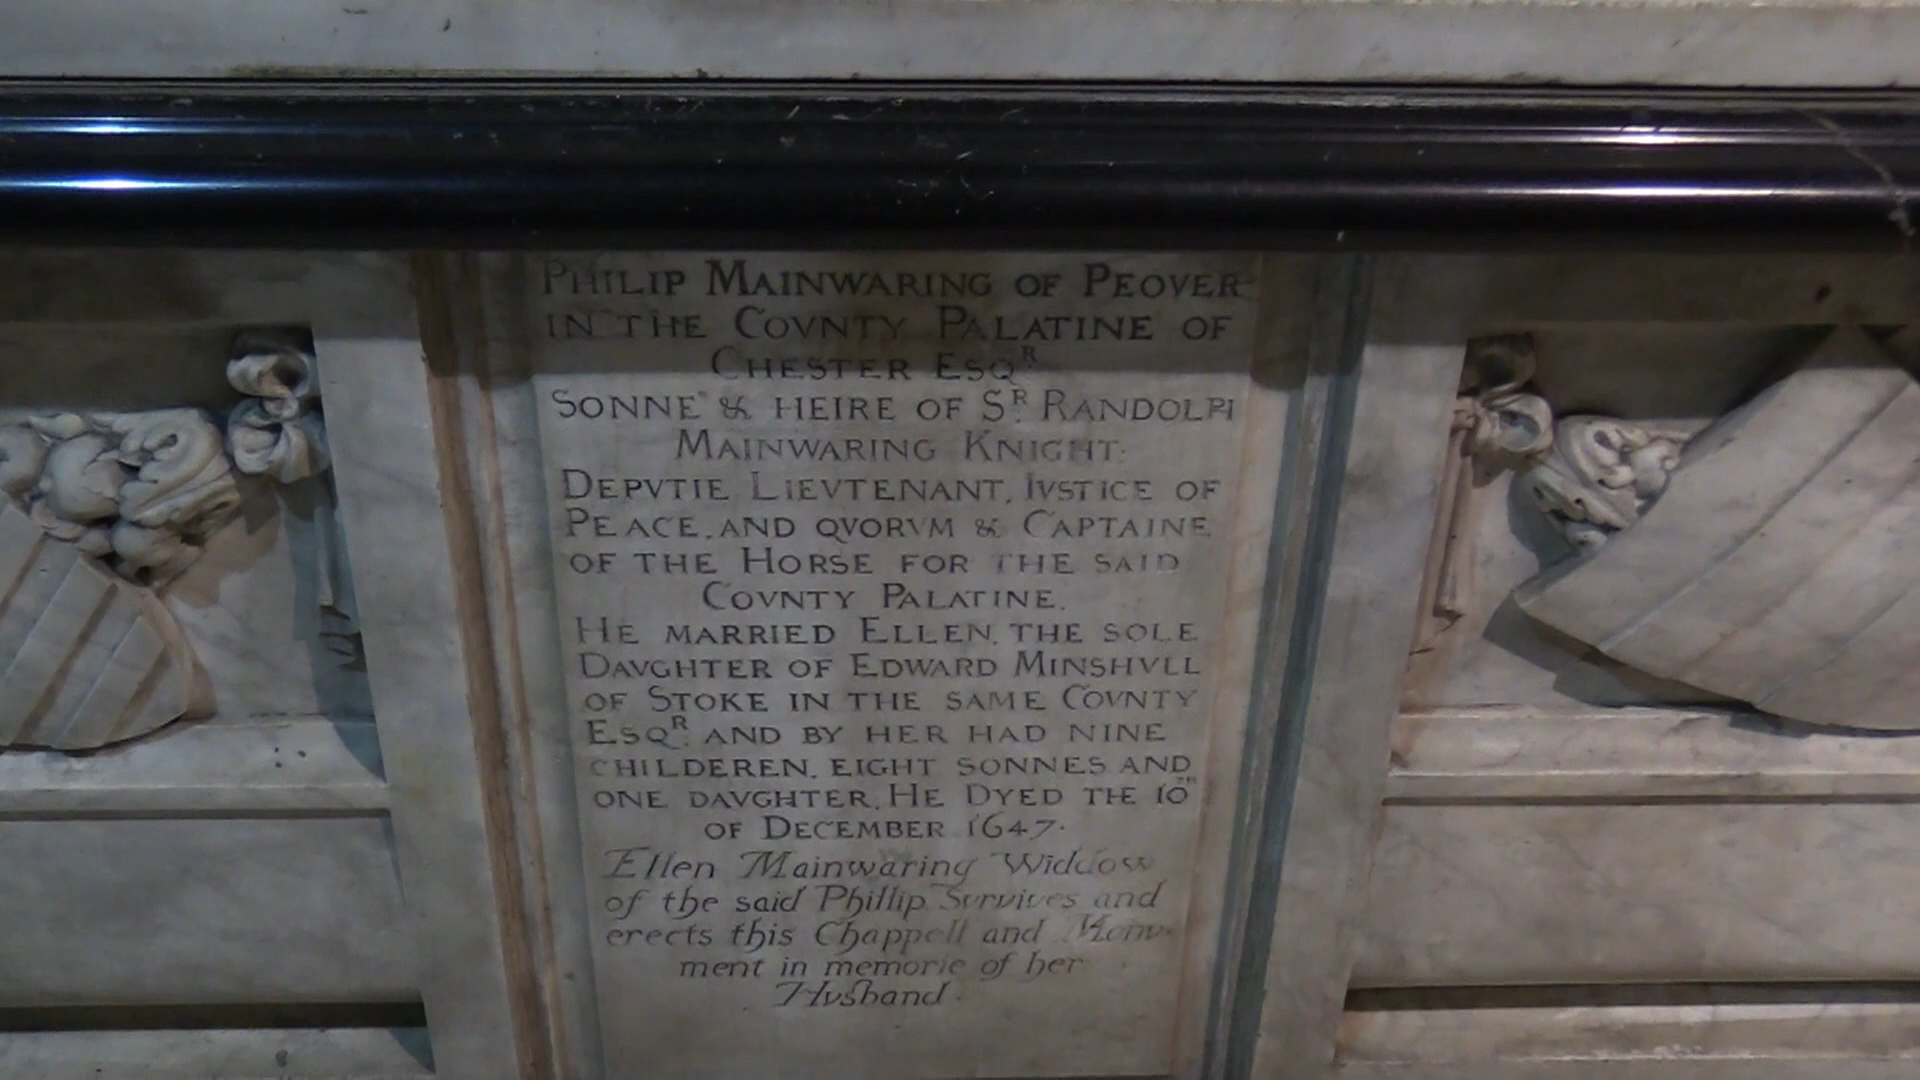 PHILIP MAINWARING OF PEOVER
IN THE COVNTY PALATINE OF
CHESTER ESQR
SONNE & HEIRE OF SR. RANDOLPH
MAINWARING KNIGHT:
DEPVTIE LIEVTENANT, IVSTICE OF
PEACE, AND QVORVM & CAPTAINE
OF THE HORSE FOR THE SAID
COVNTY PALATINE.
HE MARRIED ELLEN, THE SOLE
DAVGHTER OF EDWARD MINSHVLL
OF STOKE IN THE SAME COVNTY
ESQR. AND BY HER HAD NINE
CHILDEREN, EIGHT SONNES AND
ONE DAVGHTER, HE DYED THE 10TH
OF DECEMBER 1647.
Ellen Mainwaring Widdow
of the said Phillip Svrvives and
erects this Chappell and Monv-
ment in memorie of her
Hvsband.